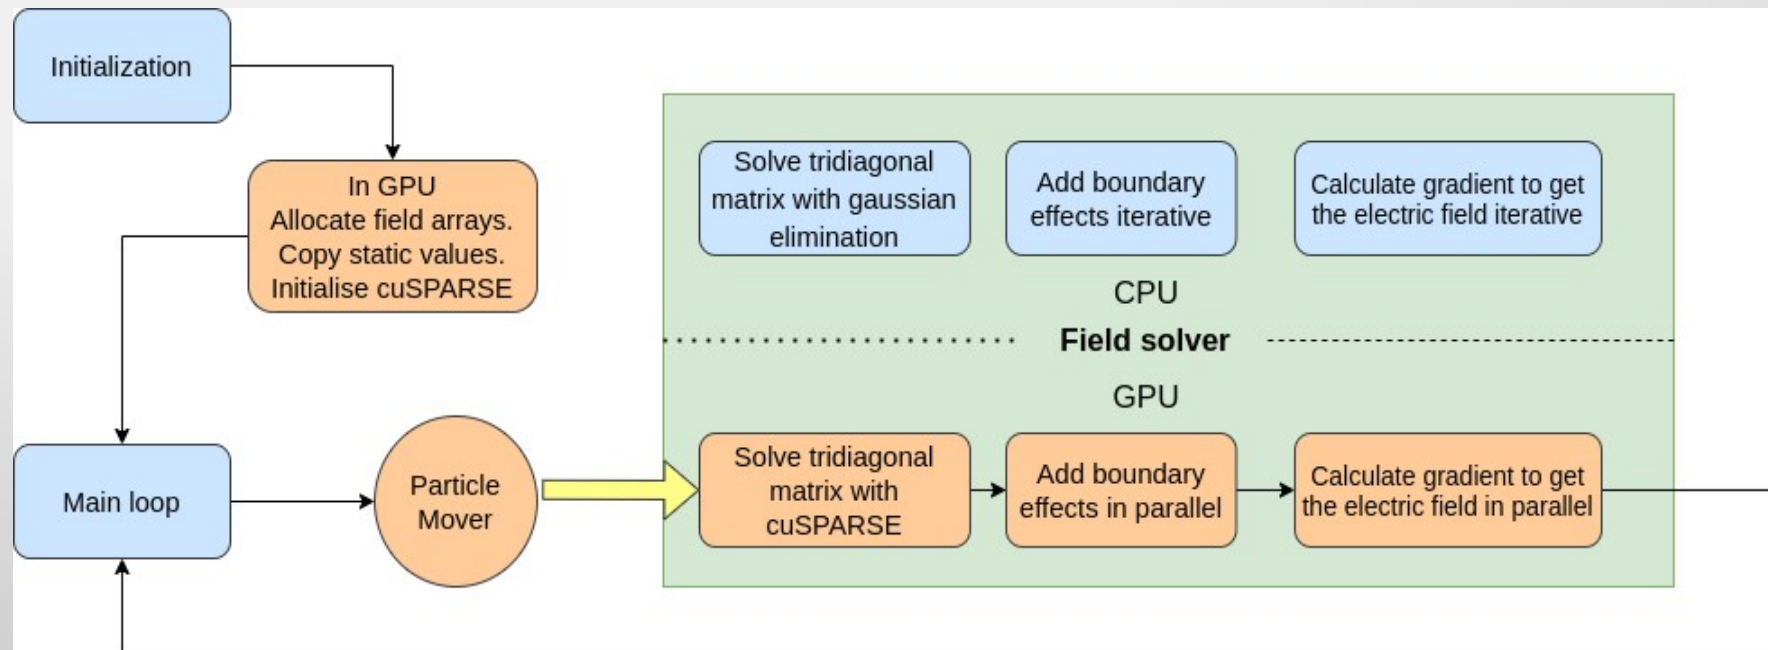 Initialization
In GPU
Allocate field arrays.
Copy static values.
Initialise cuSPARSE
Main loop
Particle
Mover
Solve tridiagonal
matrix with gaussian
elimination
Add boundary
effects iterative
Calculate gradient to get
the electric field iterative
CPU
Field solver
GPU
Solve tridiagonal
matrix with
cuSPARSE
Add boundary
effects in parallel
Calculate gradient to get
the electric field in parallel